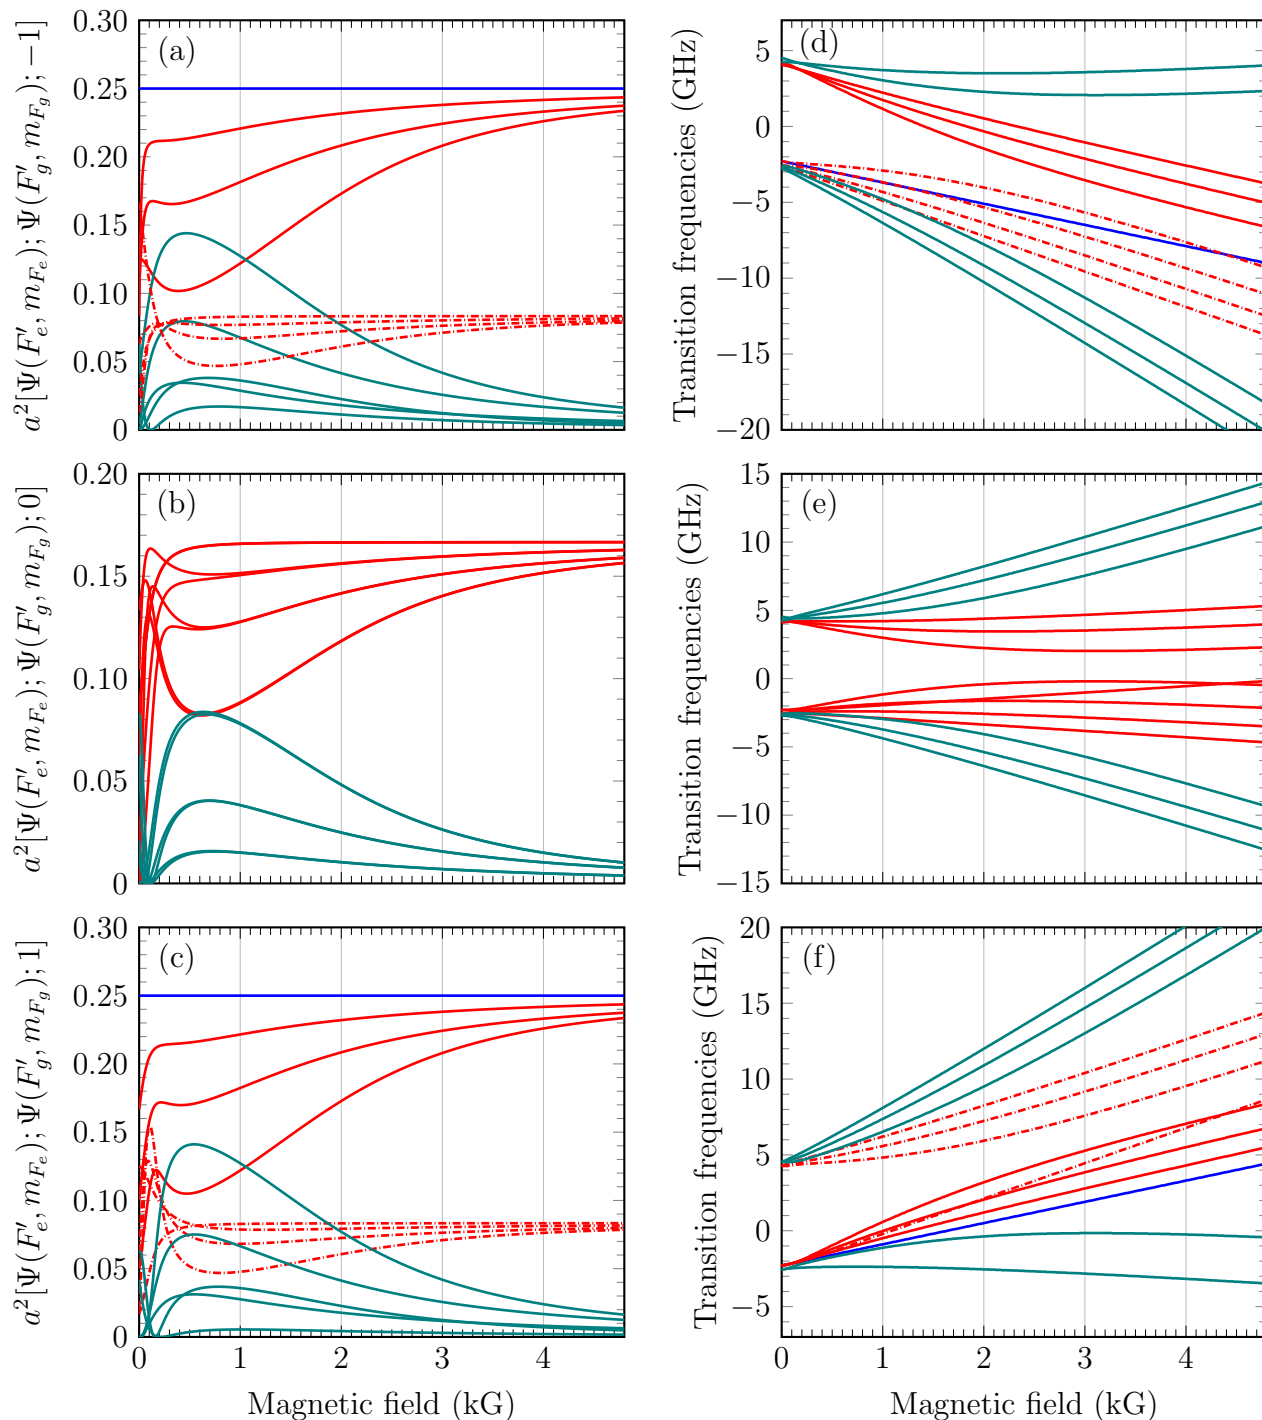 a²[Ψ(F′e, mFe); Ψ(F′g, mFg); −1]
0.30
0.25
0.20
0.15
0.10
0.05
0
(a)
Transition frequencies (GHz)
5
0
−5
−10
−15
−20
(d)
a²[Ψ(F′e, mFe); Ψ(F′g, mFg); 0]
0.20
0.15
0.10
0.05
0
(b)
Transition frequencies (GHz)
15
10
5
0
−5
−10
−15
(e)
a²[Ψ(F′e, mFe); Ψ(F′g, mFg); 1]
0.30
0.25
0.20
0.15
0.10
0.05
0
(c)
0 1 2 3 4
Magnetic field (kG)
Transition frequencies (GHz)
20
15
10
5
0
−5
(f)
0 1 2 3 4
Magnetic field (kG)